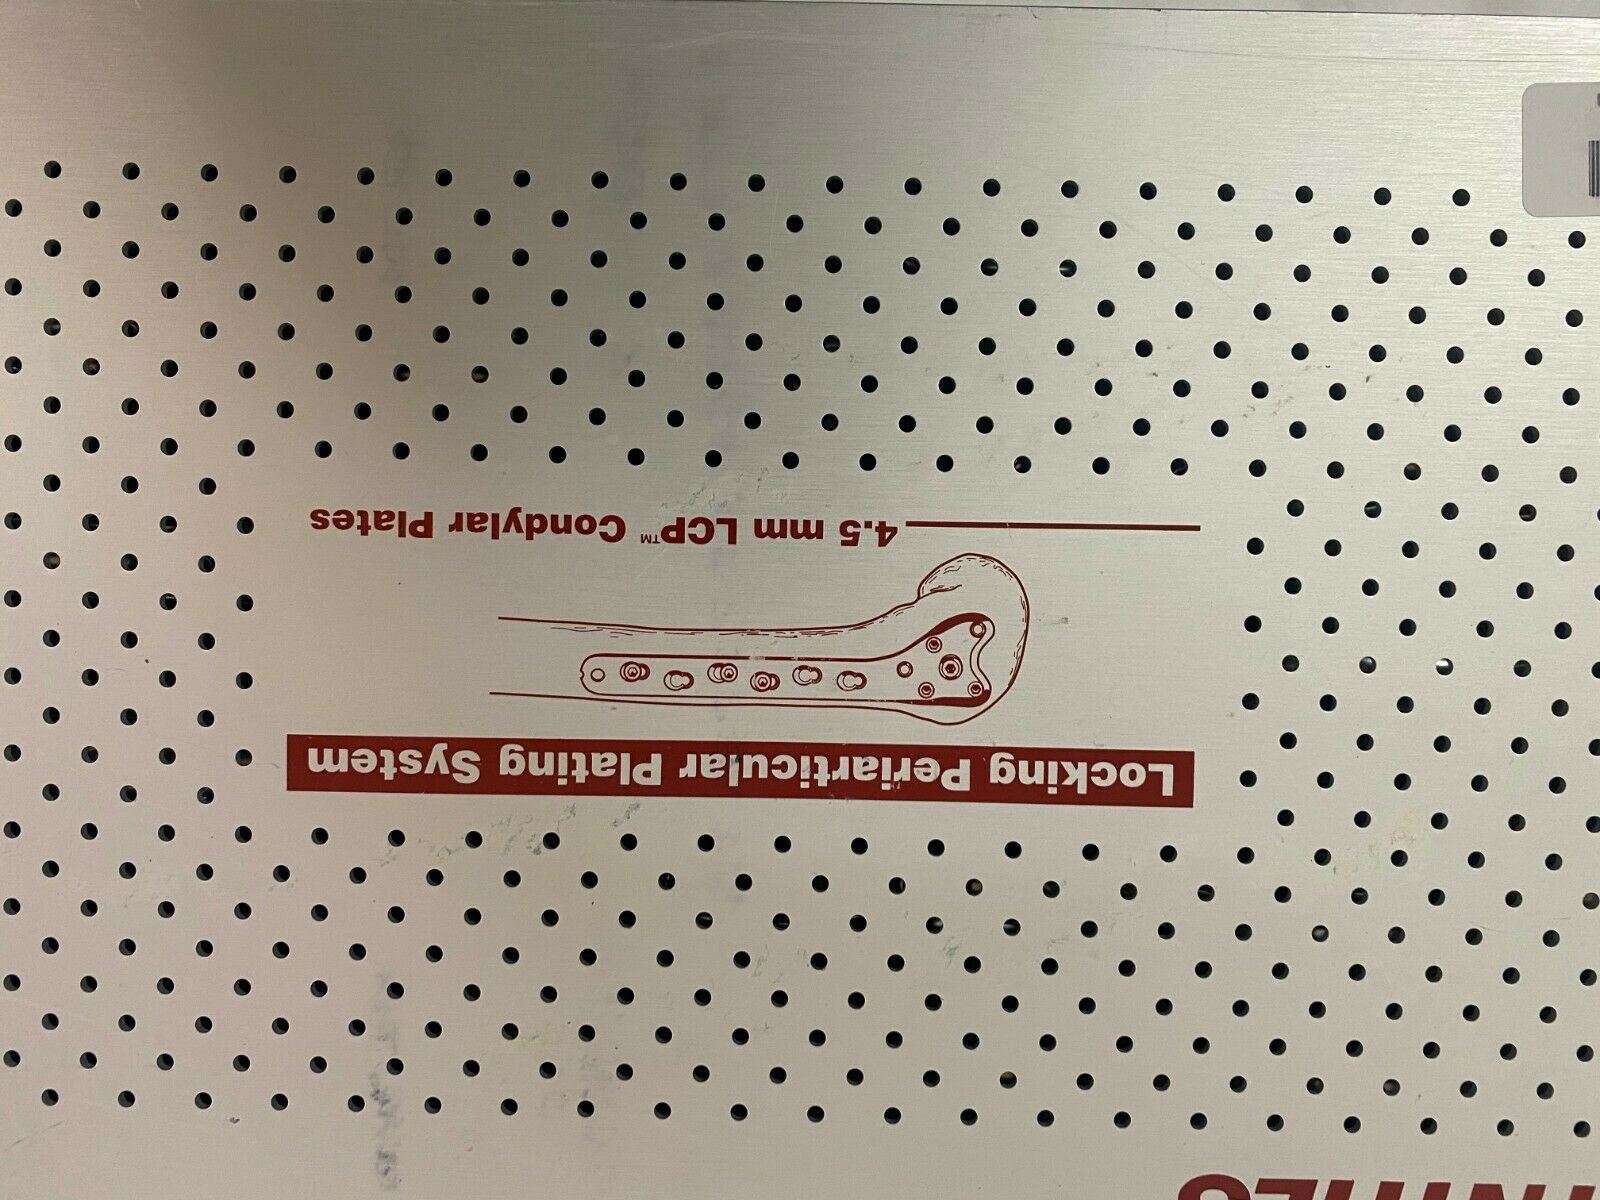 Locking Periarticular Plating System
4.5 mm LCP™ Condylar Plates